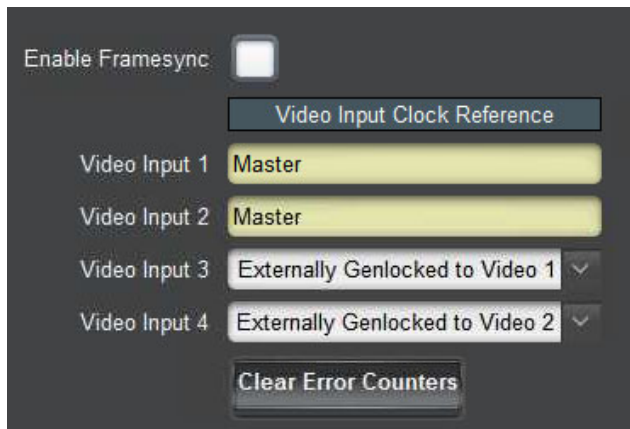 Enable Framesync
Video Input Clock Reference
Video Input 1 Master
Video Input 2 Master
Video Input 3 Externally Genlocked to Video 1
Video Input 4 Externally Genlocked to Video 2
Clear Error Counters